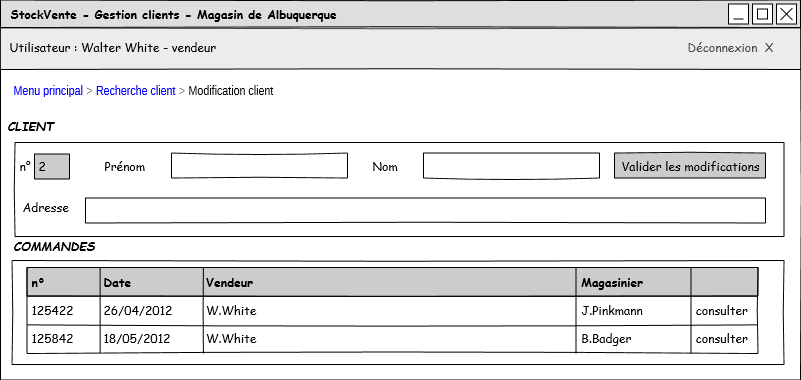 StockVente - Gestion clients - Magasin de Albuquerque
Utilisateur : Walter White - vendeur Déconnexion X
Menu principal > Recherche client > Modification client
CLIENT
n° 2 Prénom Nom Valider les modifications
Adresse
COMMANDES
n° Date Vendeur Magasinier
125422 26/04/2012 W.White J.Pinkmann consulter
125842 18/05/2012 W.White B.Badger consulter